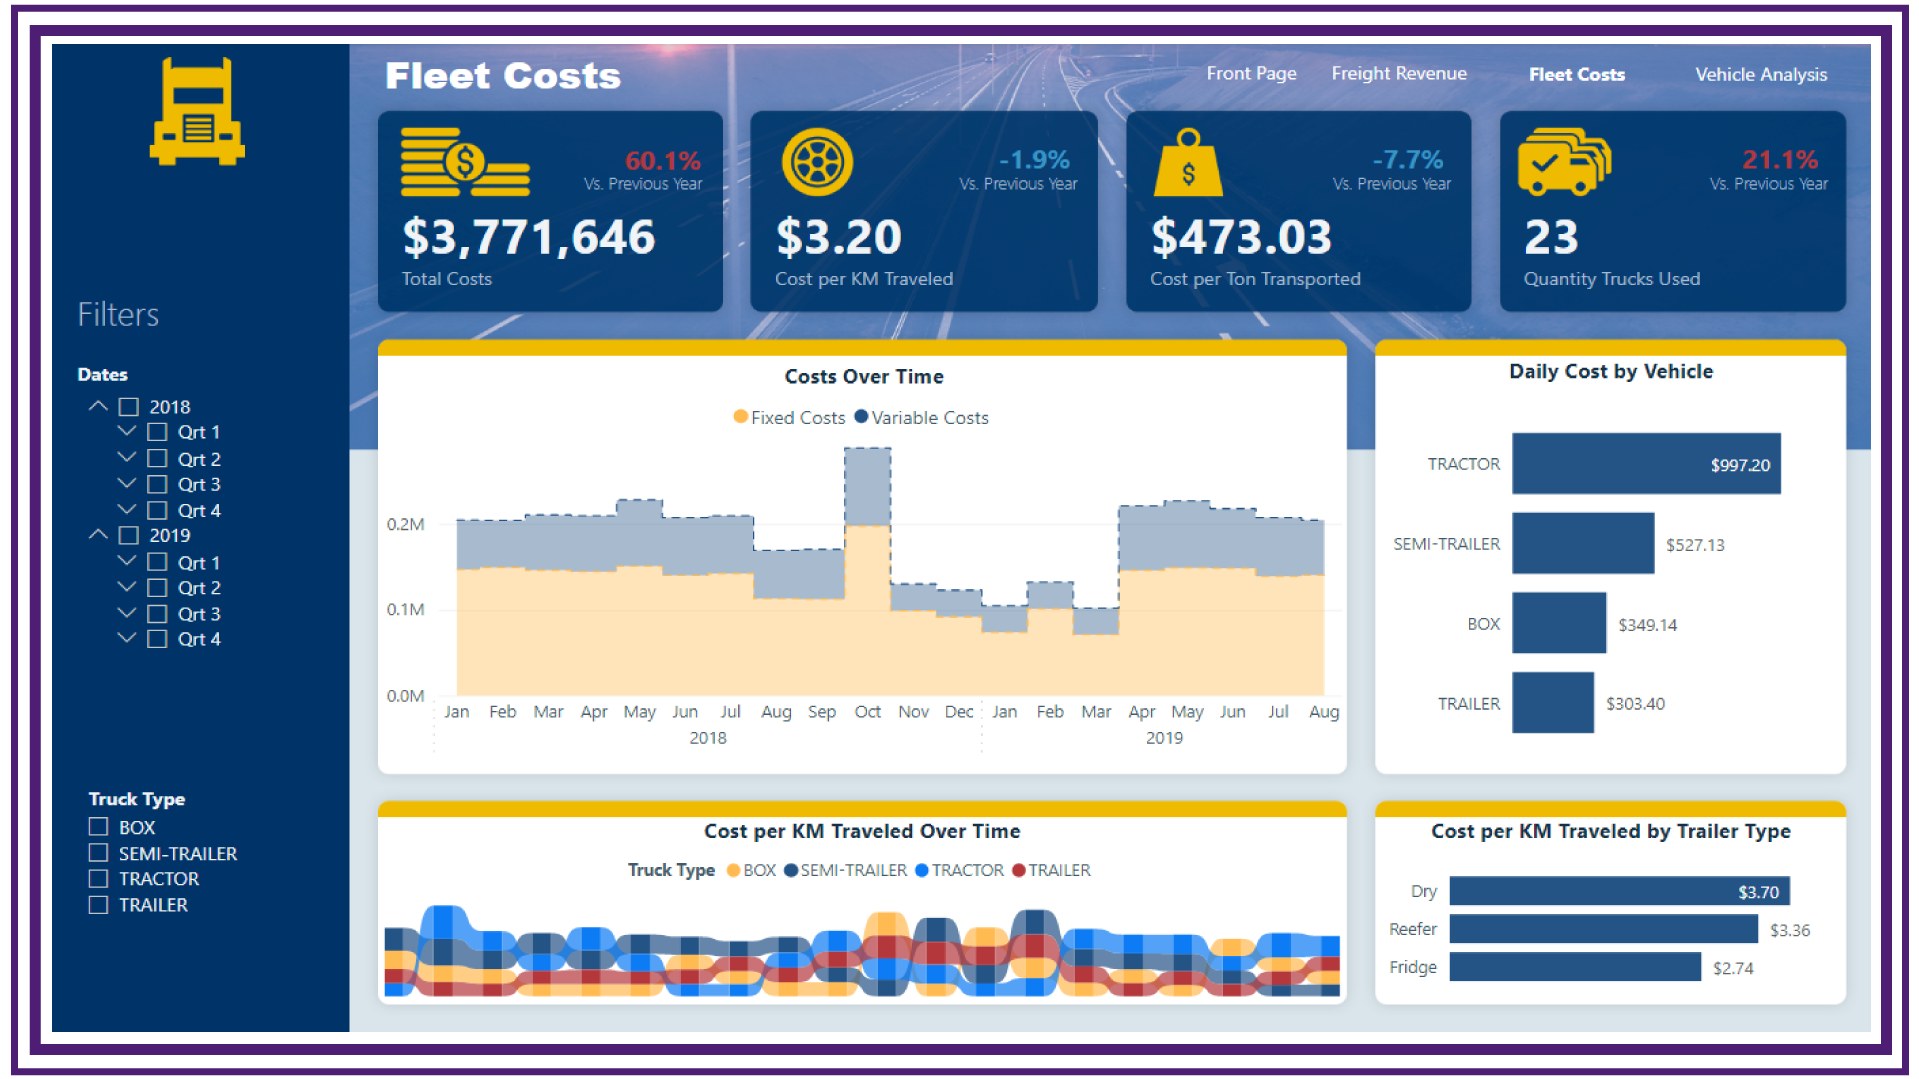 Fleet Costs
Front Page
Freight Revenue
Fleet Costs
Vehicle Analysis
$
60.1%
Vs. Previous Year
$3,771,646
Total Costs
-1.9%
Vs. Previous Year
$3.20
Cost per KM Traveled
$
-7.7%
Vs. Previous Year
$473.03
Cost per Ton Transported
21.1%
Vs. Previous Year
23
Quantity Trucks Used
Filters
Dates
2018
Qrt 1
Qrt 2
Qrt 3
Qrt 4
2019
Qrt 1
Qrt 2
Qrt 3
Qrt 4
Truck Type
BOX
SEMI-TRAILER
TRACTOR
TRAILER
Costs Over Time
Fixed Costs Variable Costs
0.2M
0.1M
0.0M
Jan Feb Mar Apr May Jun Jul Aug Sep Oct Nov Dec Jan Feb Mar Apr May Jun Jul Aug
2018 2019
Daily Cost by Vehicle
TRACTOR $997.20
SEMI-TRAILER $527.13
BOX $349.14
TRAILER $303.40
Cost per KM Traveled Over Time
Truck Type BOX SEMI-TRAILER TRACTOR TRAILER
Cost per KM Traveled by Trailer Type
Dry $3.70
Reefer $3.36
Fridge $2.74